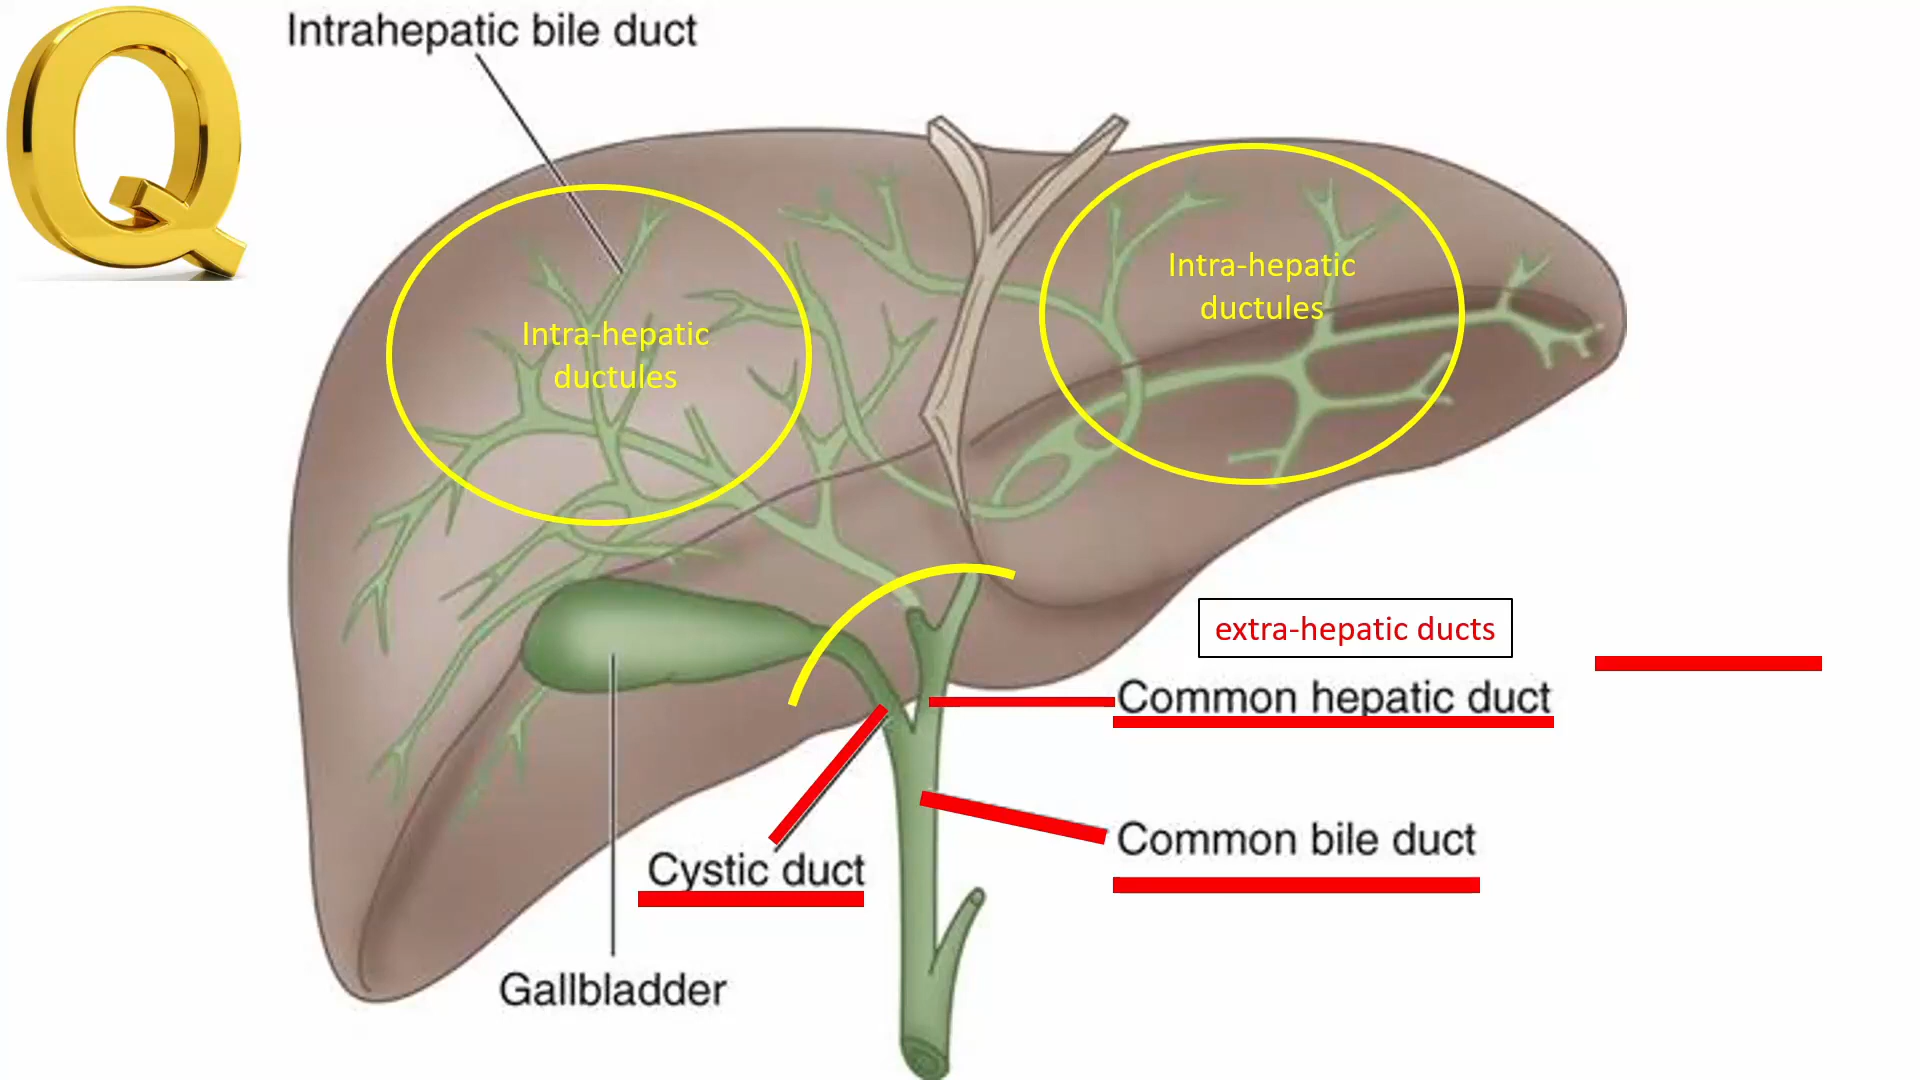 Q
Intrahepatic bile duct
Intra-hepatic
ductules
Intra-hepatic
ductules
extra-hepatic ducts
Common hepatic duct
Common bile duct
Cystic duct
Gallbladder